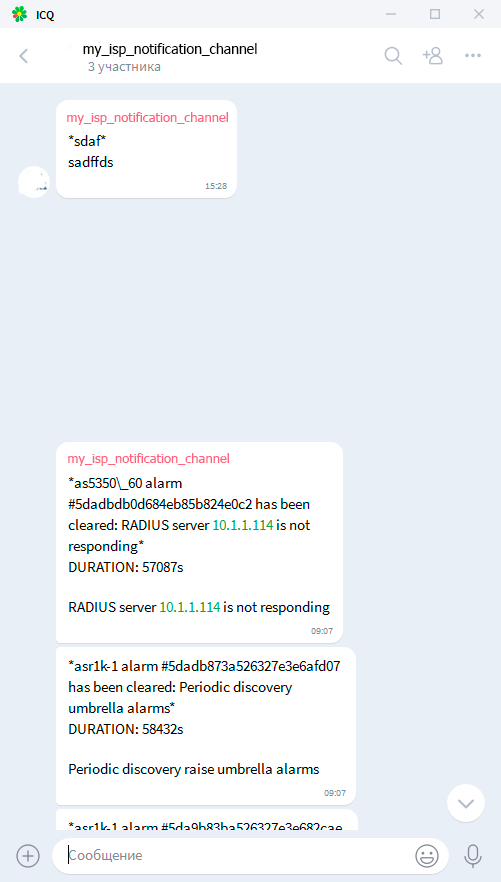 ICQ
my_isp_notification_channel
3 участника
my_isp_notification_channel
*sdaf*
sadffds
15:28
my_isp_notification_channel
*as5350\_60 alarm
#5dadbdb0d684eb85b824e0c2 has been
cleared: RADIUS server 10.1.1.114 is not
responding*
DURATION: 57087s
RADIUS server 10.1.1.114 is not responding
09:07
*asr1k-1 alarm #5dadb873a526327e3e6afd07
has been cleared: Periodic discovery
umbrella alarms*
DURATION: 58432s
Periodic discovery raise umbrella alarms
09:07
*asr1k-1 alarm #5da9b83ba526327e3e682cae
Сообщение